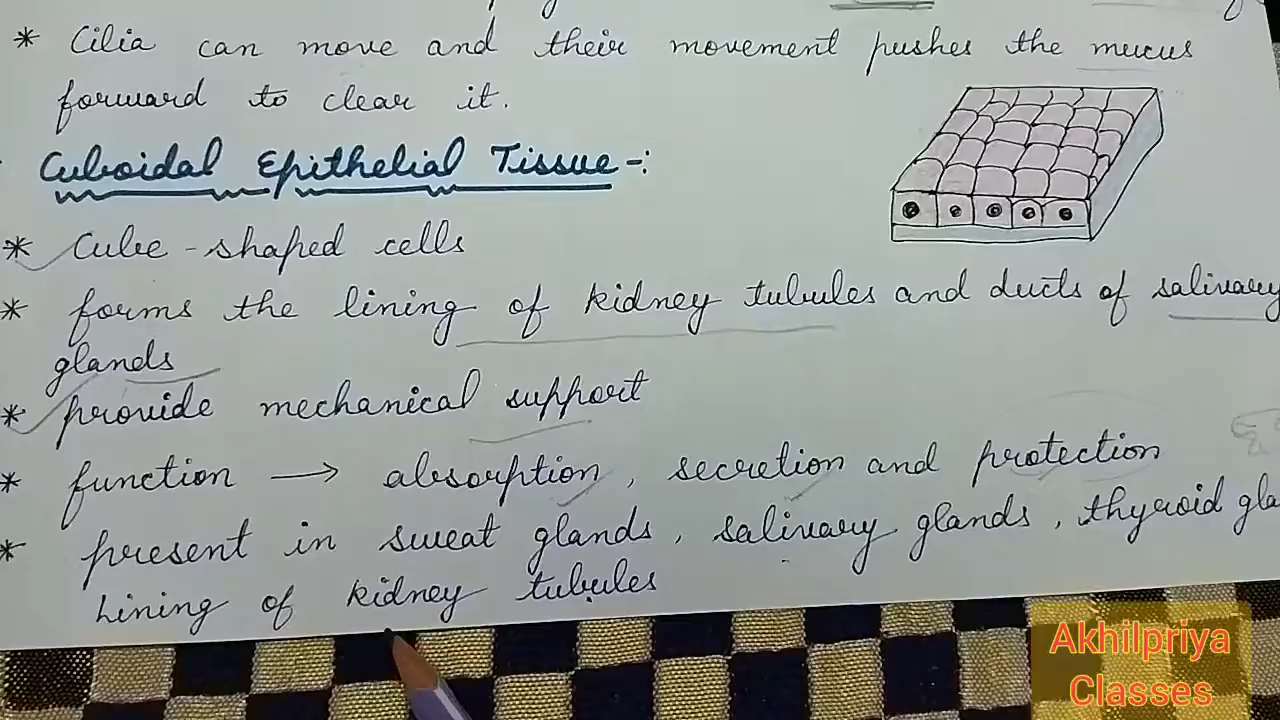 * Cilia can move and their movement pushes the mucus
forward to clear it.
Cuboidal Epithelial Tissue -:
* Cube-shaped cells
* forms the lining of kidney tubules and ducts of salivary
glands
* provide mechanical support
* function → absorption, secretion and protection
* present in sweat glands, salivary glands, thyroid gla
Lining of kidney tubules
Akhilpriya
Classes